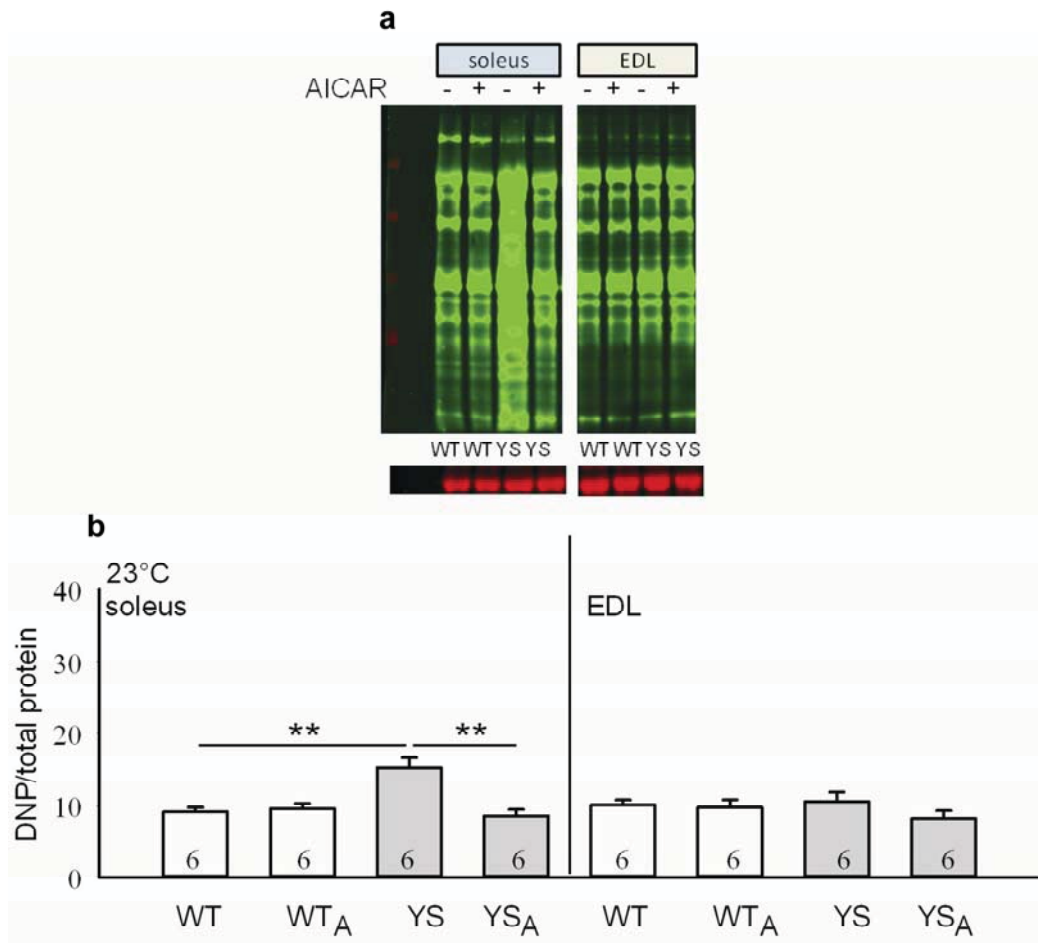 a
soleus EDL
AICAR - + - + - + - +
WT WT YS YS WT WT YS YS
b
23°C
soleus
EDL
DNP/total protein
40
30
20
10
0
** **
6 6 6 6 6 6 6 6
WT WTA YS YSA WT WTA YS YSA